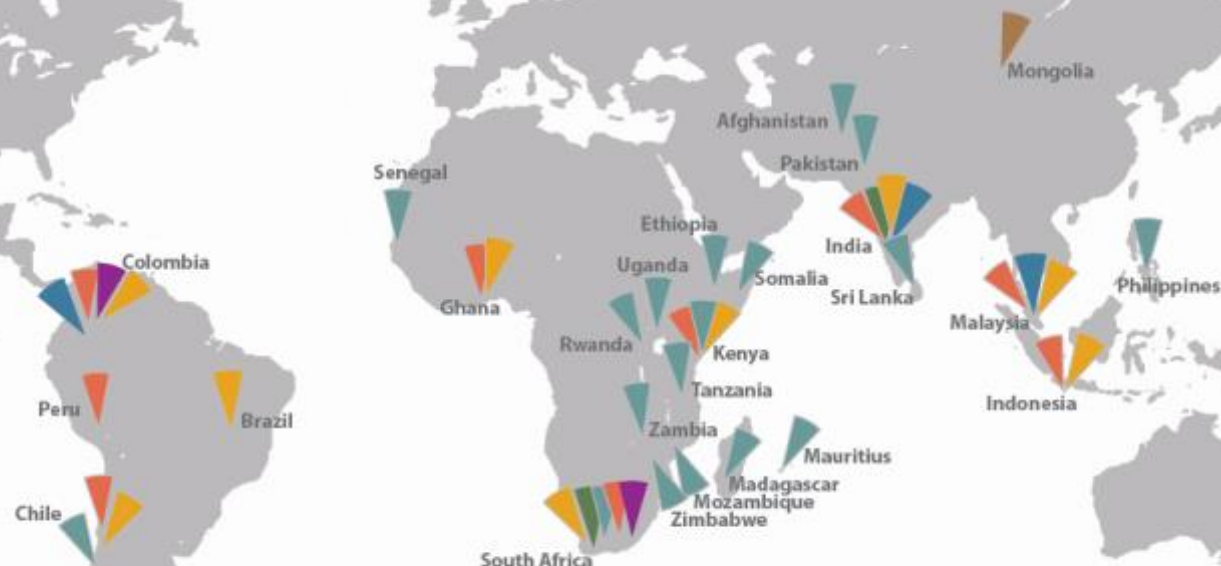 Mongolia
Afghanistan
Pakistan
Senegal
Ethiopia
India
Colombia
Uganda
Somalia
Philippines
Sri Lanka
Ghana
Malaysia
Rwanda
Kenya
Tanzania
Indonesia
Peru
Brazil
Zambia
Mauritius
Madagascar
Mozambique
Chile
Zimbabwe
South Africa